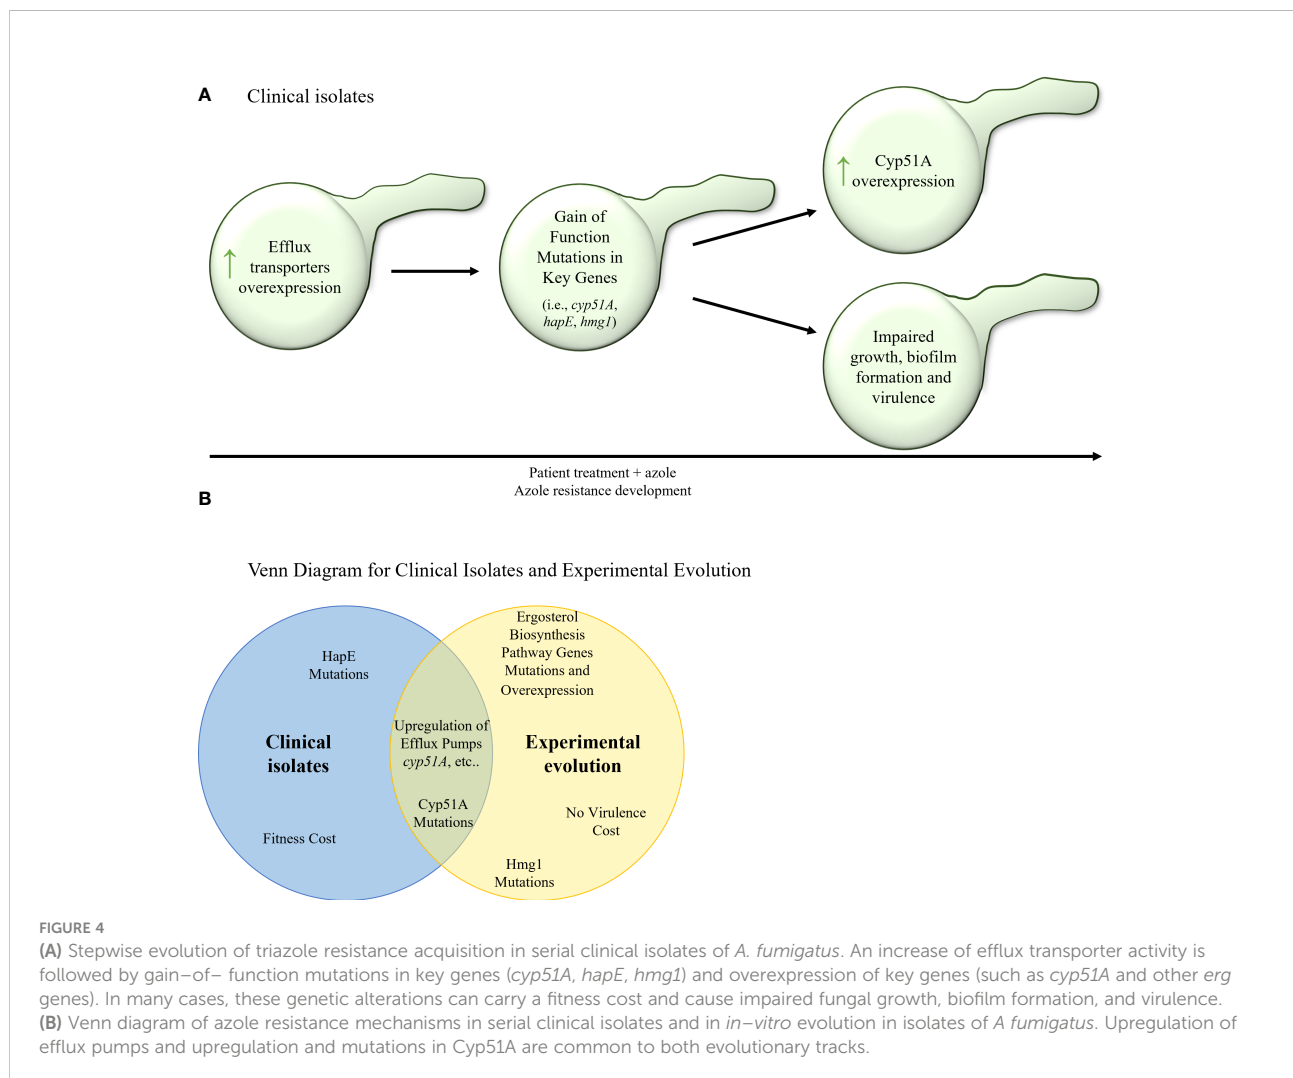 A Clinical isolates
↑ Efflux
transporters
overexpression
Gain of
Function
Mutations in
Key Genes
(i.e., cyp51A,
hapE, hmg1)
↑ Cyp51A
overexpression
Impaired
growth, biofilm
formation and
virulence
Patient treatment + azole
Azole resistance development
B
Venn Diagram for Clinical Isolates and Experimental Evolution
HapE
Mutations
Clinical
isolates
Fitness Cost
Upregulation of
Efflux Pumps
cyp51A, etc..
Cyp51A
Mutations
Ergosterol
Biosynthesis
Pathway Genes
Mutations and
Overexpression
Experimental
evolution
No Virulence
Cost
Hmg1
Mutations
FIGURE 4
(A) Stepwise evolution of triazole resistance acquisition in serial clinical isolates of A. fumigatus. An increase of efflux transporter activity is
followed by gain–of– function mutations in key genes (cyp51A, hapE, hmg1) and overexpression of key genes (such as cyp51A and other erg
genes). In many cases, these genetic alterations can carry a fitness cost and cause impaired fungal growth, biofilm formation, and virulence.
(B) Venn diagram of azole resistance mechanisms in serial clinical isolates and in in–vitro evolution in isolates of A fumigatus. Upregulation of
efflux pumps and upregulation and mutations in Cyp51A are common to both evolutionary tracks.